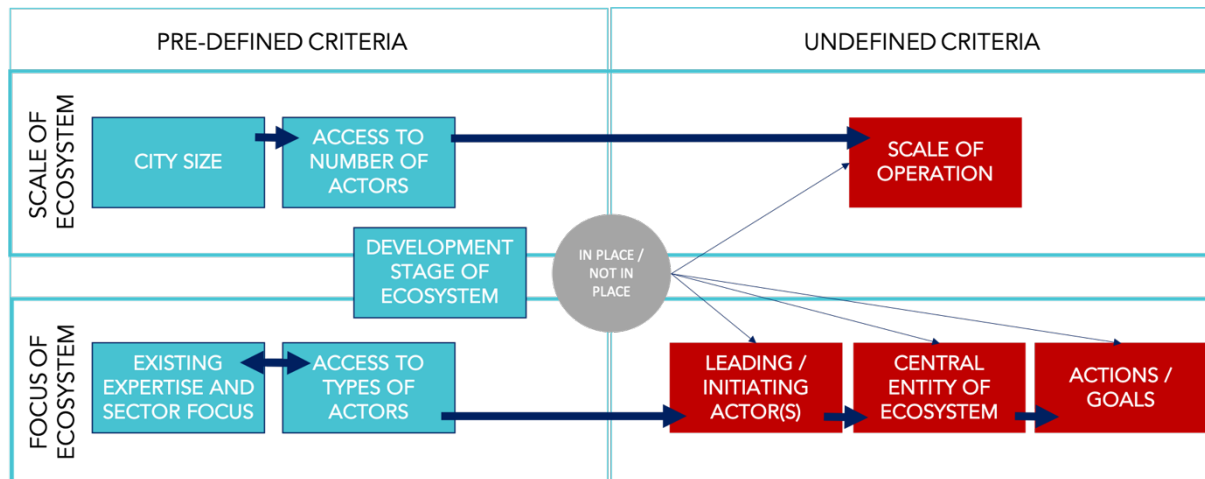 PRE-DEFINED CRITERIA
UNDEFINED CRITERIA
SCALE OF
ECOSYSTEM
CITY SIZE
ACCESS TO
NUMBER OF
ACTORS
SCALE OF
OPERATION
DEVELOPMENT
STAGE OF
ECOSYSTEM
IN PLACE /
NOT IN
PLACE
FOCUS OF
ECOSYSTEM
EXISTING
EXPERTISE AND
SECTOR FOCUS
ACCESS TO
TYPES OF
ACTORS
LEADING /
INITIATING
ACTOR(S)
CENTRAL
ENTITY OF
ECOSYSTEM
ACTIONS /
GOALS